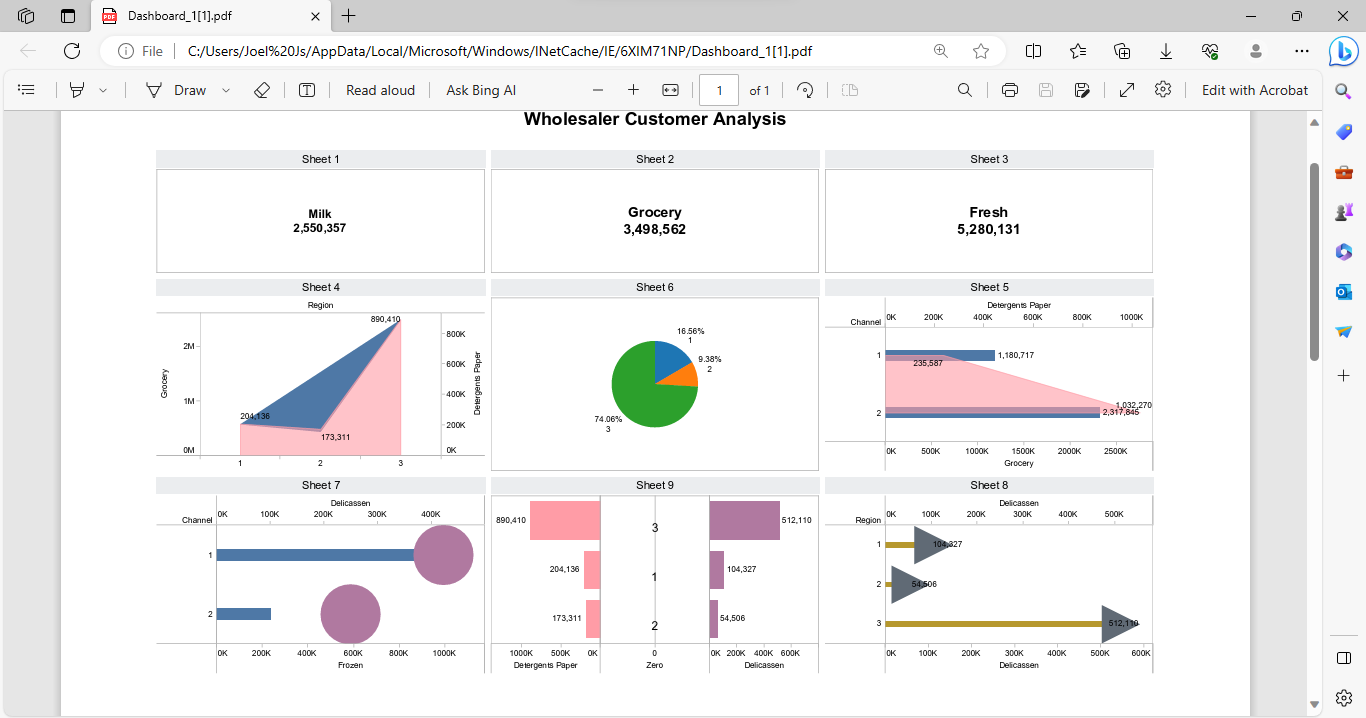 Dashboard_1[1].pdf
File C:/Users/Joel%20Js/AppData/Local/Microsoft/Windows/INetCache/IE/6XIM71NP/Dashboard_1[1].pdf
Draw Read aloud Ask Bing AI 1 of 1 Edit with Acrobat
Wholesaler Customer Analysis
Sheet 1 Sheet 2 Sheet 3
Milk
2,550,357
Grocery
3,498,562
Fresh
5,280,131
Sheet 4
Region
890,410
2M
1M
0M
Grocery
204,136
173,311
800K
600K
400K
200K
0K
Detergents Paper
1 2 3
Sheet 6
16.56%
1
9.38%
2
74.06%
3
Sheet 5
Detergents Paper
Channel 0K 200K 400K 600K 800K 1000K
1 1,180,717
235,587
1,032,270
2 2,317,845
0K 500K 1000K 1500K 2000K 2500K
Grocery
Sheet 7
Delicassen
Channel 0K 100K 200K 300K 400K
1
2
0K 200K 400K 600K 800K 1000K
Frozen
Sheet 9
890,410 3 512,110
204,136 1 104,327
173,311 2 54,506
1000K 500K 0K 0 0K 200K 400K 600K
Detergents Paper Zero Delicassen
Sheet 8
Delicassen
Region 0K 100K 200K 300K 400K 500K
1 104,327
2 54,506
3 512,110
0K 100K 200K 300K 400K 500K 600K
Delicassen